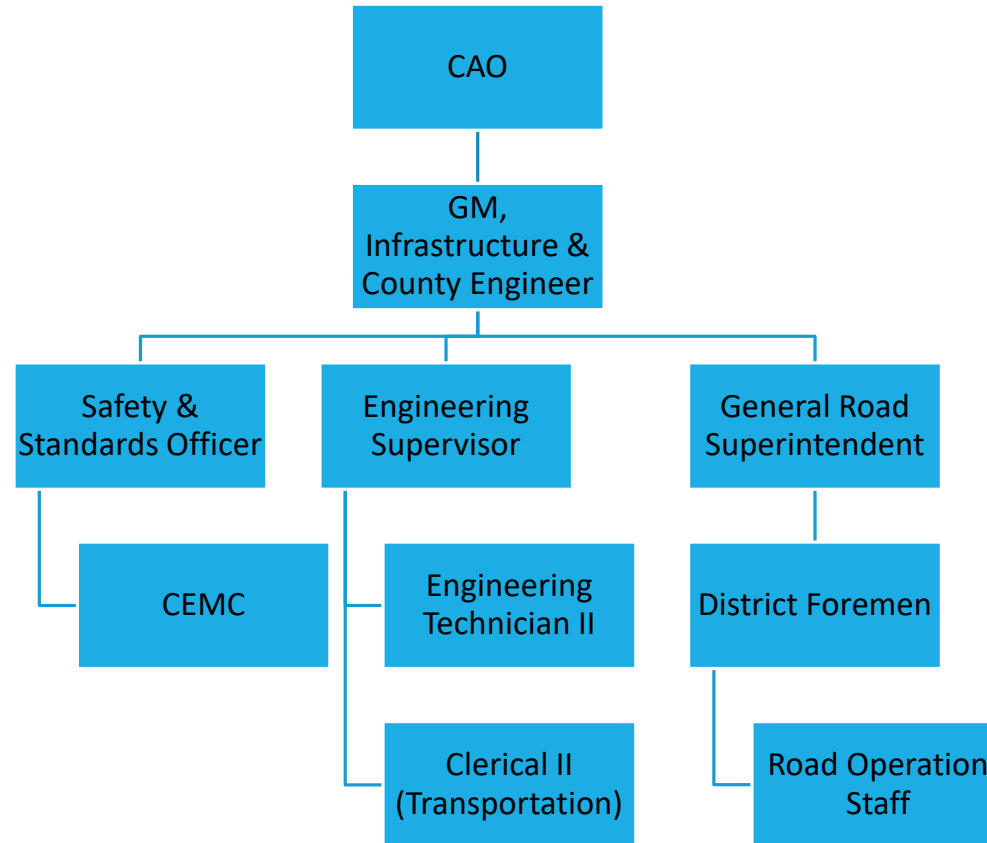 CAO
GM,
Infrastructure &
County Engineer
Safety &
Standards Officer
Engineering
Supervisor
General Road
Superintendent
CEMC
Engineering
Technician II
District Foremen
Clerical II
(Transportation)
Road Operation
Staff